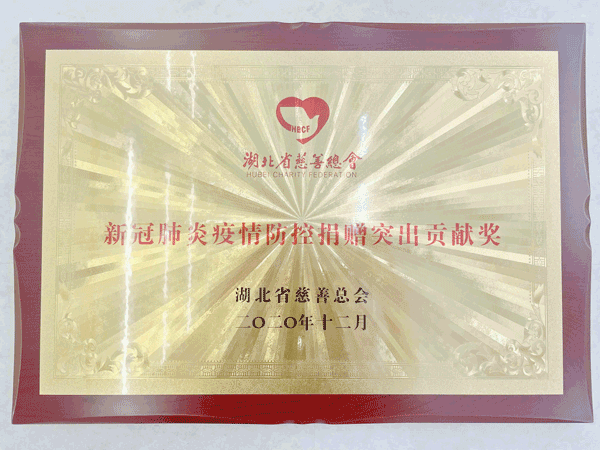 HBCF
湖北省慈善總會
HUBEI CHARITY FEDERATION
新冠肺炎疫情防控捐赠突出贡献奖
湖北省慈善总会
二〇二〇年十二月